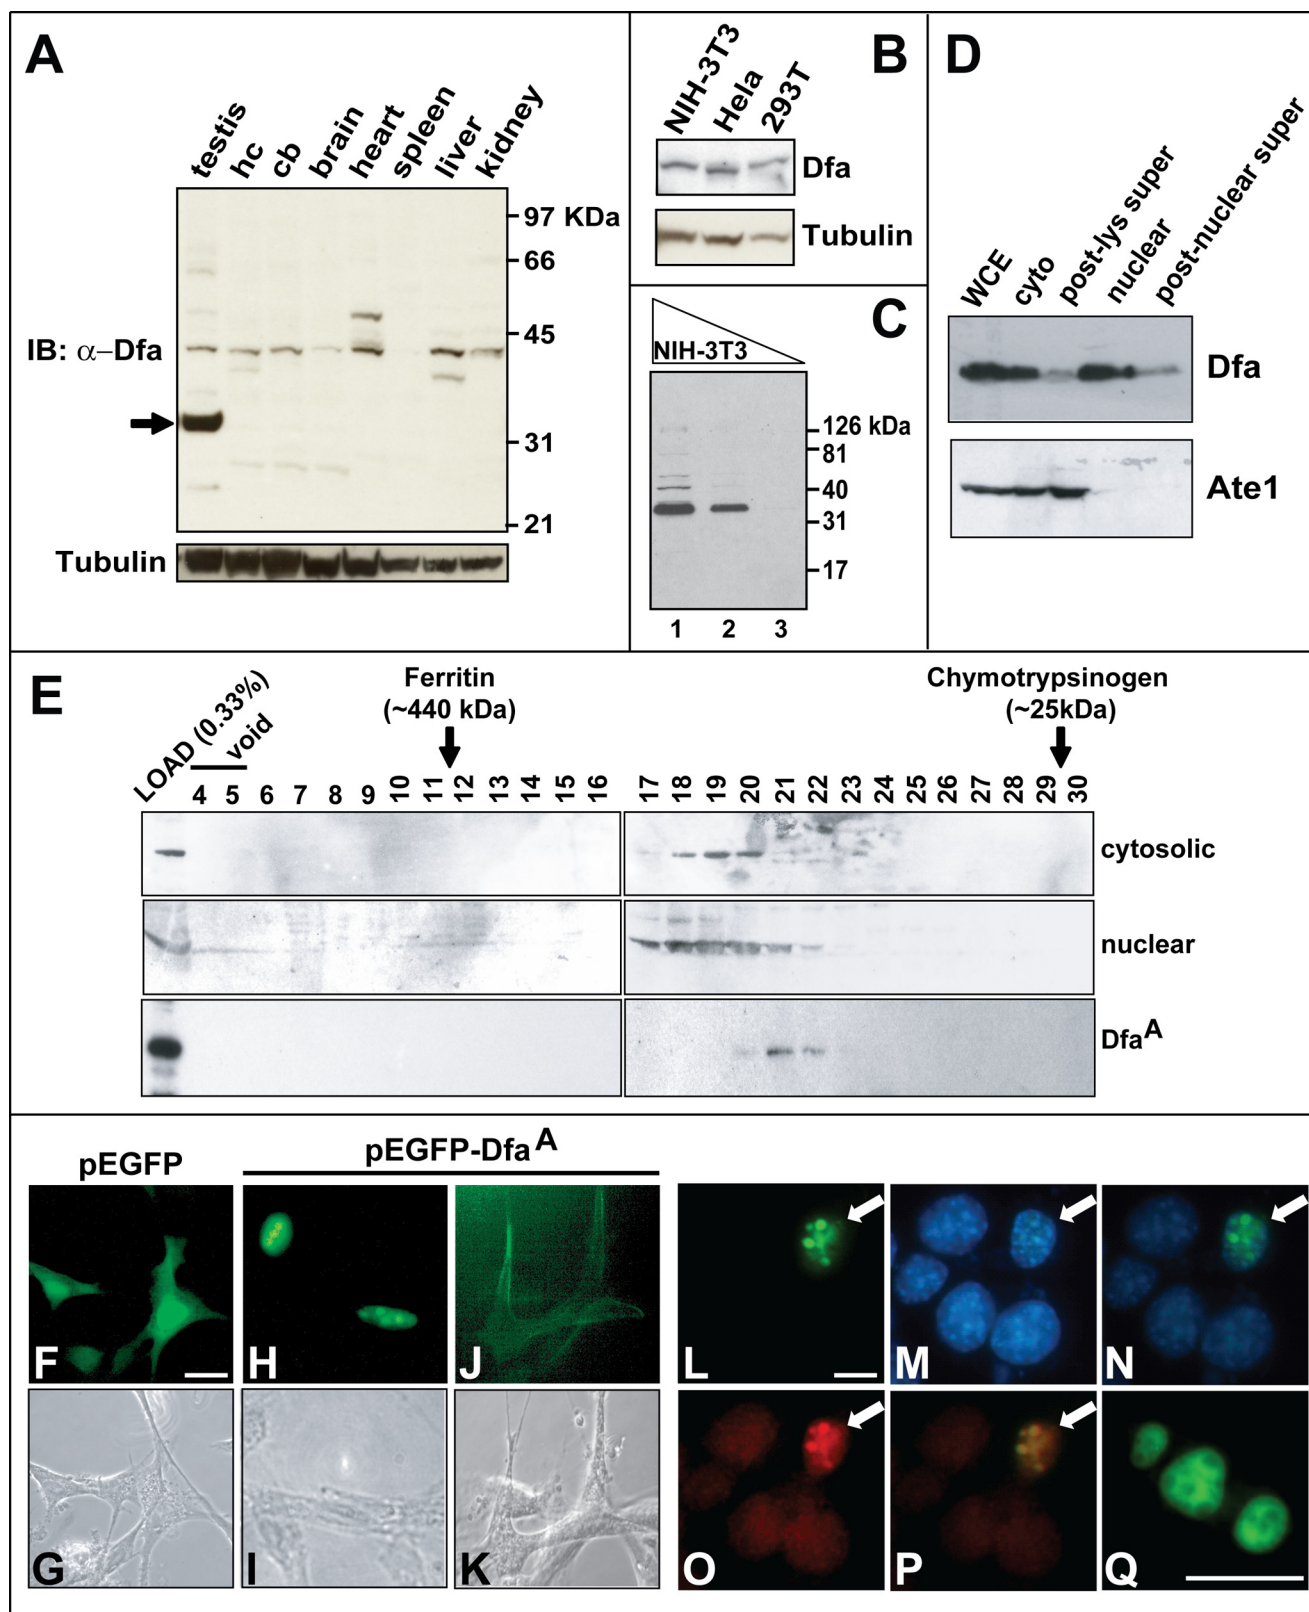 A
testis
hc
cb
brain
heart
spleen
liver
kidney
97 KDa
66
45
IB: α–Dfa
31
21
Tubulin
B
NIH-3T3
Hela
293T
Dfa
Tubulin
C
NIH-3T3
126 kDa
81
40
31
17
1 2 3
D
WCE
cyto
post-lys super
nuclear
post-nuclear super
Dfa
Ate1
E
Ferritin
(~440 kDa)
Chymotrypsinogen
(~25kDa)
LOAD (0.33%)
void
4 5 6 7 8 9 10 11 12 13 14 15 16 17 18 19 20 21 22 23 24 25 26 27 28 29 30
cytosolic
nuclear
Dfa A
pEGFP
pEGFP-Dfa A
F
H
J
L
M
N
G
I
K
O
P
Q